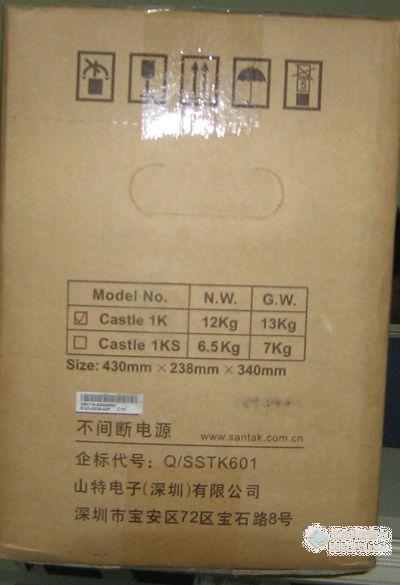 5
Model No. N.W. G.W.
Castle 1K 12Kg 13Kg
Castle 1KS 6.5Kg 7Kg
Size: 430mm × 238mm × 340mm
不间断电源 www.santak.com.cn
企标代号: Q/SSTK601
山特电子(深圳)有限公司
深圳市宝安区72区宝石路8号